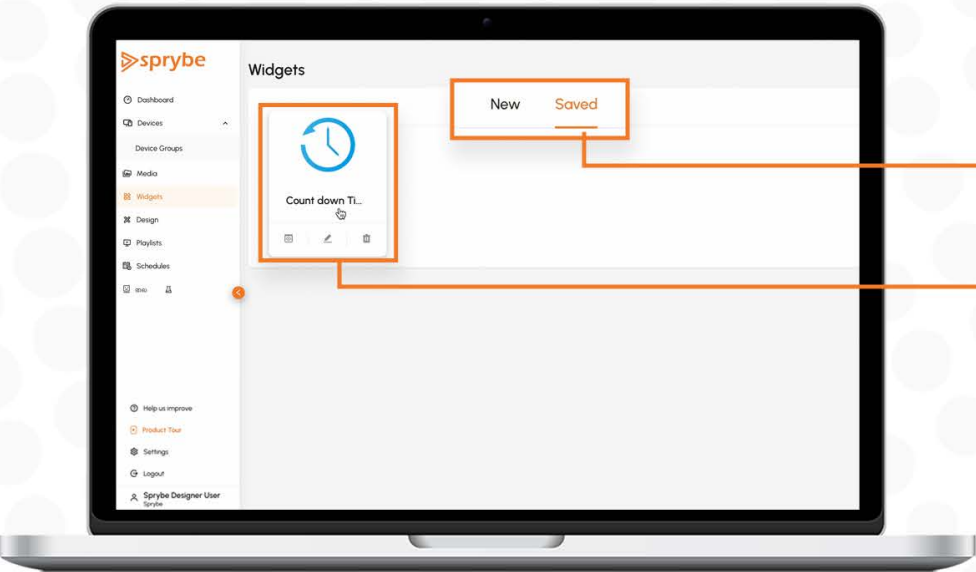 sprybe
Dashboard
Devices
Device Groups
Media
Widgets
Design
Playlists
Schedules
Help us improve
Product Tour
Settings
Logout
Sprybe Designer User
Sprybe
Widgets
New Saved
Count down Ti...